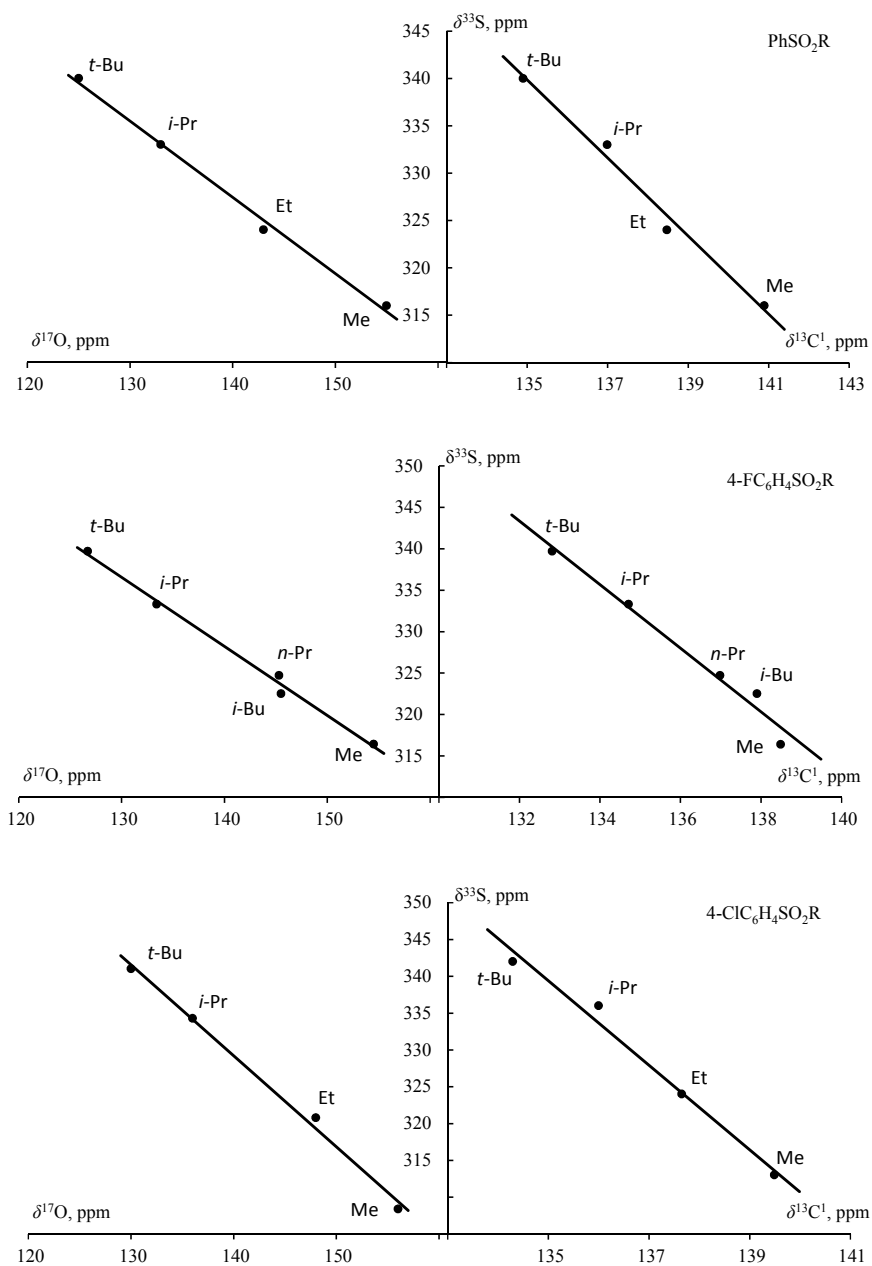 δ³³S, ppm
PhSO₂R
345
340
335
330
325
320
315
t-Bu
i-Pr
Et
Me
t-Bu
i-Pr
Et
Me
δ¹⁷O, ppm
δ¹³C¹, ppm
120 130 140 150
135 137 139 141 143
δ³³S, ppm
4-FC₆H₄SO₂R
350
345
340
335
330
325
320
315
t-Bu
i-Pr
n-Pr
i-Bu
Me
t-Bu
i-Pr
n-Pr
i-Bu
Me
δ¹⁷O, ppm
δ¹³C¹, ppm
120 130 140 150
132 134 136 138 140
δ³³S, ppm
4-ClC₆H₄SO₂R
350
345
340
335
330
325
320
315
t-Bu
i-Pr
Et
Me
t-Bu
i-Pr
Et
Me
δ¹⁷O, ppm
δ¹³C¹, ppm
120 130 140 150
135 137 139 141